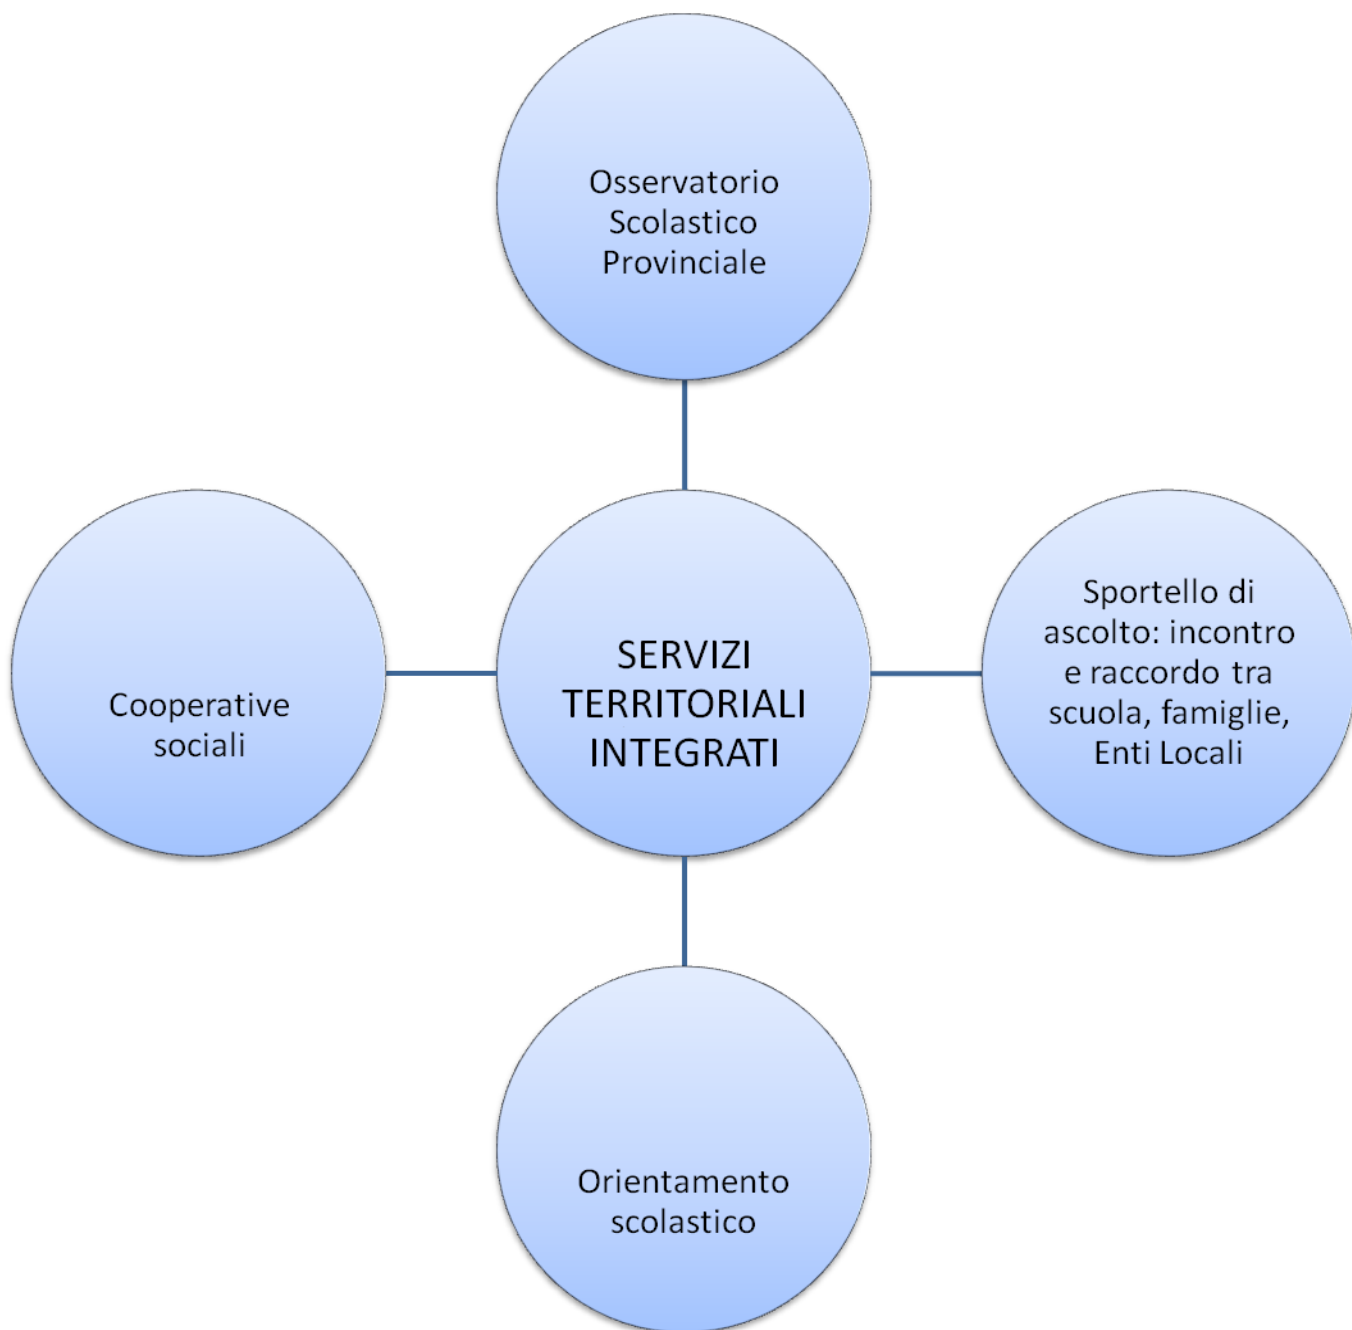 Osservatorio
Scolastico
Provinciale
Cooperative
sociali
SERVIZI
TERRITORIALI
INTEGRATI
Sportello di
ascolto: incontro
e raccordo tra
scuola, famiglie,
Enti Locali
Orientamento
scolastico